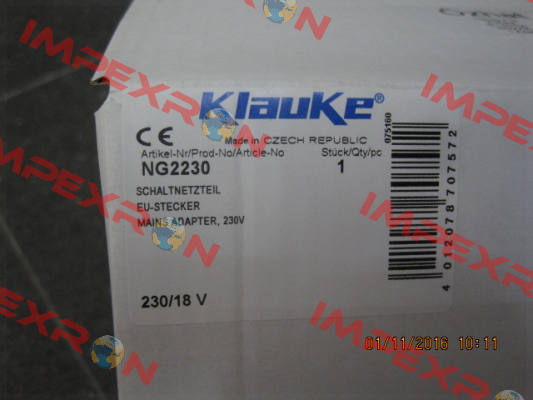 Klauke®
CE Made in CZECH REPUBLIC
Artikel-Nr/Prod-No/Article-No Stück/Qty/pc
NG2230 1
SCHALTNETZTEIL
EU-STECKER
MAINS ADAPTER, 230V
230/18 V
075160
4 012078 707572
01/11/2016 10:11
IMPEXRON
IMPEXRON
IMPEXRON
IMPEXRON
IMPEXRON